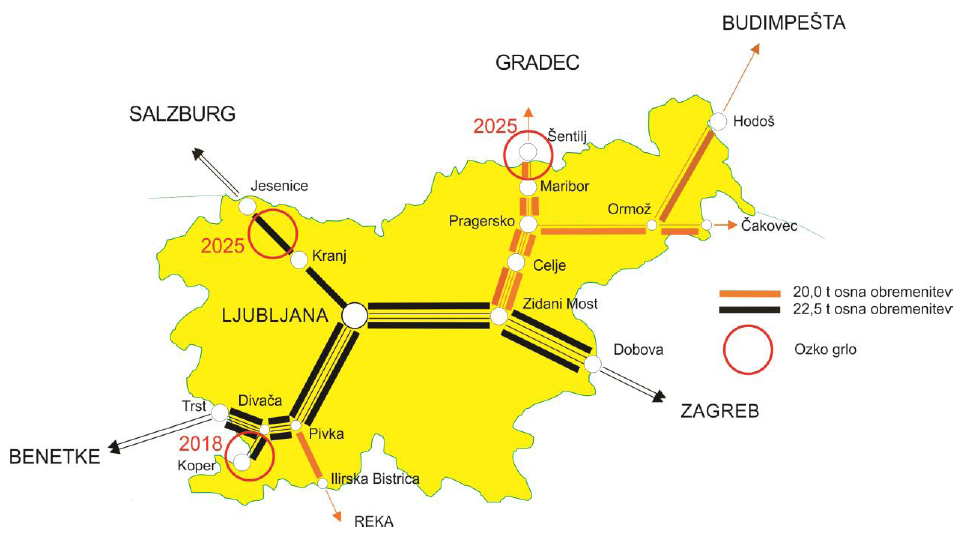 BUDIMPEŠTA
GRADEC
SALZBURG
2025
Šentilj
Hodoš
Jesenice
Maribor
Pragersko
Ormož
Čakovec
2025
Kranj
Celje
20,0 t osna obremenitev
22,5 t osna obremenitev
LJUBLJANA
Zidani Most
Ozko grlo
Dobova
Trst
Divača
ZAGREB
Pivka
2018
BENETKE
Koper
Ilirska Bistrica
REKA